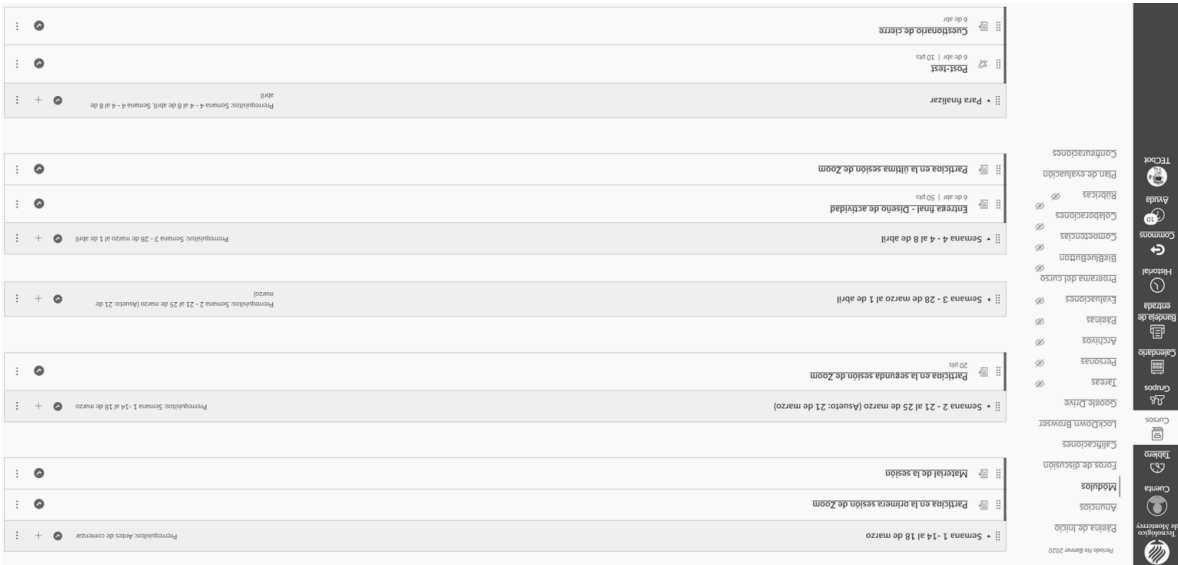 Tecnológico
de Monterrey
Cuenta
Tablero
Cursos
Grupos
Calendario
Bandeja de
entrada
Historial
Commons
10
Ayuda
TECbot
Periodo No Banner 2020
Página de Inicio
Anuncios
Módulos
Foros de discusión
Calificaciones
LockDown Browser
Google Drive
Tareas
Personas
Archivos
Páginas
Evaluaciones
Programa del curso
BigBlueButton
Competencias
Colaboraciones
Rúbricas
Plan de evaluación
Configuraciones
Semana 1 -14 al 18 de marzo
Prerrequisitos: Antes de comenzar
Participa en la primera sesión de Zoom
Material de la sesión
Semana 2 - 21 al 25 de marzo (Asueto: 21 de marzo)
Prerrequisitos: Semana 1 -14 al 18 de marzo
Participa en la segunda sesión de Zoom
20 pts
Semana 3 - 28 de marzo al 1 de abril
Prerrequisitos: Semana 2 - 21 al 25 de marzo (Asueto: 21 de
marzo)
Semana 4 - 4 al 8 de abril
Prerrequisitos: Semana 3 - 28 de marzo al 1 de abril
Entrega final - Diseño de actividad
6 de abr | 50 pts
Participa en la última sesión de Zoom
Para finalizar
Prerrequisitos: Semana 4 - 4 al 8 de abril, Semana 4 - 4 al 8 de
abril
Post-test
6 de abr | 10 pts
Cuestionario de cierre
6 de abr